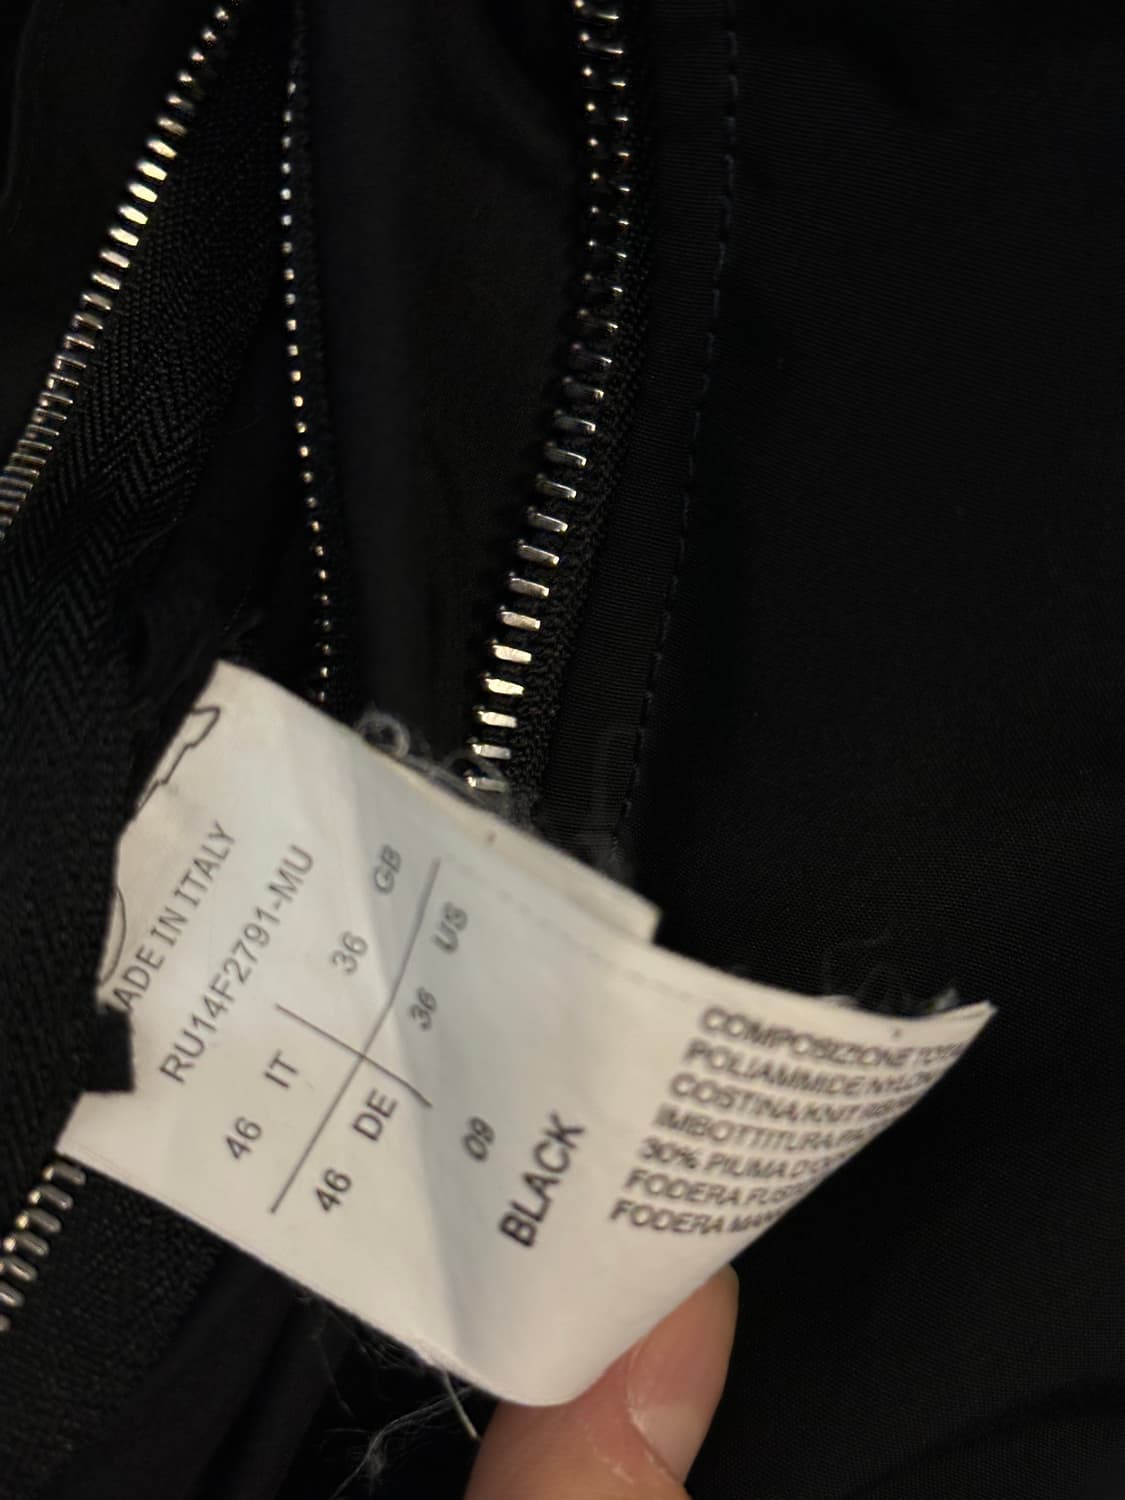 ADE IN ITALY
RU14F2791-MU
46 IT 36 GB
46 DE 36 US
09
BLACK
COMPOSIZIONE
POLIAMMIDE NYLON
COSTINA/KNIT
IMBOTTITURA
30% PIUMA D'O
FODERA
FODERA